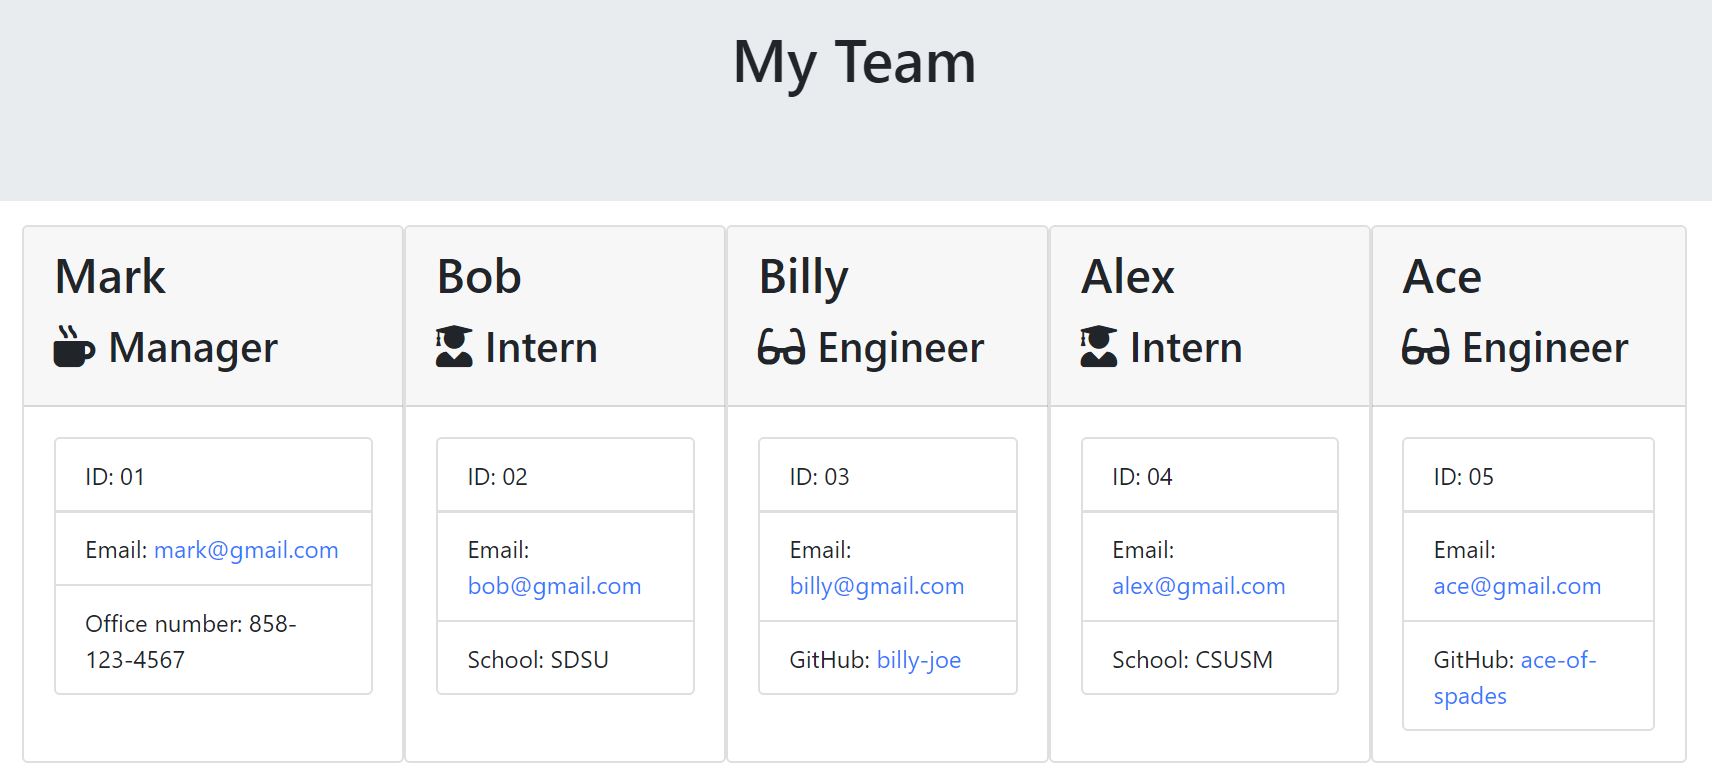 My Team
Mark
Manager
ID: 01
Email: mark@gmail.com
Office number: 858-
123-4567
Bob
Intern
ID: 02
Email:
bob@gmail.com
School: SDSU
Billy
Engineer
ID: 03
Email:
billy@gmail.com
GitHub: billy-joe
Alex
Intern
ID: 04
Email:
alex@gmail.com
School: CSUSM
Ace
Engineer
ID: 05
Email:
ace@gmail.com
GitHub: ace-of-
spades